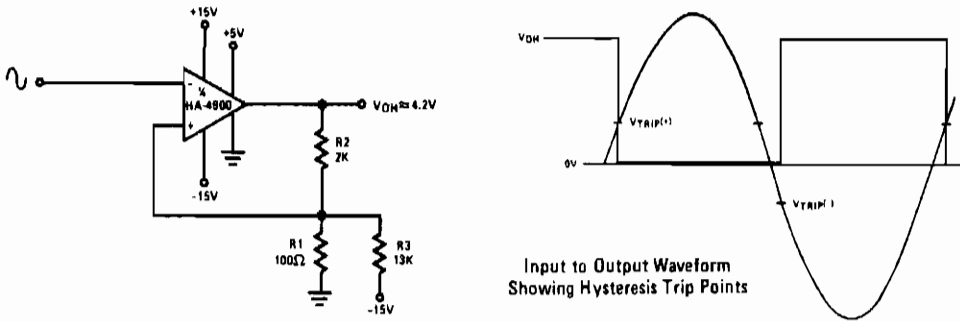 +15V
+5V
-
¼
HA-4900
+
-15V
VOH≈4.2V
R2
2K
R1
100Ω
R3
13K
-15V
VOH
VTRIP(+)
0V
VTRIP(-)
Input to Output Waveform
Showing Hysteresis Trip Points